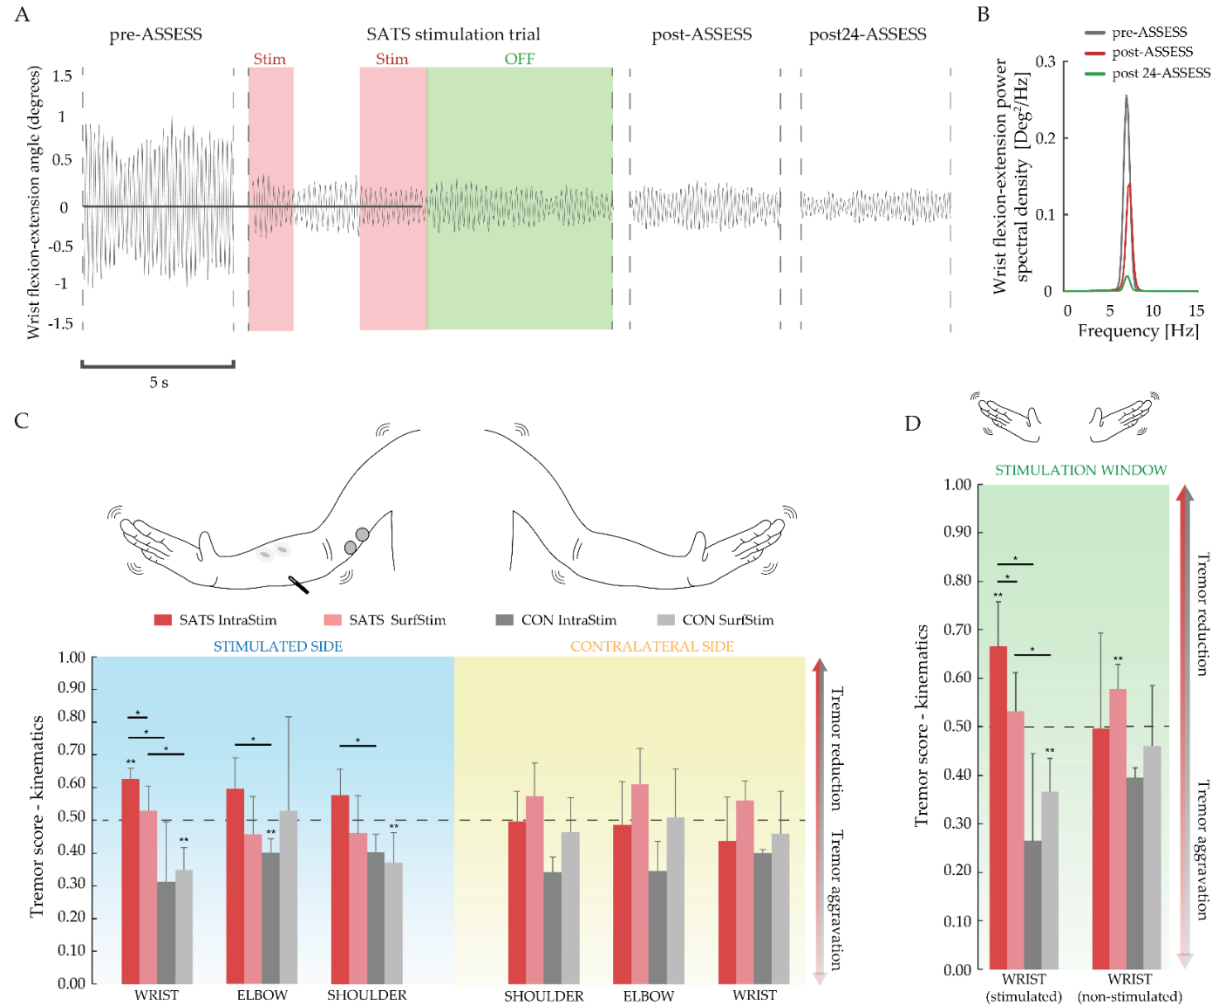 A
pre-ASSESS
SATS stimulation trial
post-ASSESS
post24-ASSESS
Stim
Stim
OFF
Wrist flexion-extension angle (degrees)
1.5
1
0.5
0
-0.5
-1
-1.5
5 s
B
pre-ASSESS
post-ASSESS
post 24-ASSESS
Wrist flexion-extension power
spectral density [Deg²/Hz]
0.3
0.2
0.1
0
0
5
10
15
Frequency [Hz]
C
SATS IntraStim
SATS SurfStim
CON IntraStim
CON SurfStim
STIMULATED SIDE
CONTRALATERAL SIDE
Tremor score - kinematics
1.00
0.90
0.80
0.70
0.60
0.50
0.40
0.30
0.20
0.10
0.00
*
*
*
**
**
*
**
*
**
WRIST
ELBOW
SHOULDER
SHOULDER
ELBOW
WRIST
Tremor reduction
Tremor aggravation
D
STIMULATION WINDOW
Tremor score - kinematics
1.00
0.90
0.80
0.70
0.60
0.50
0.40
0.30
0.20
0.10
0.00
*
*
**
*
**
**
WRIST
(stimulated)
WRIST
(non-stimulated)
Tremor reduction
Tremor aggravation